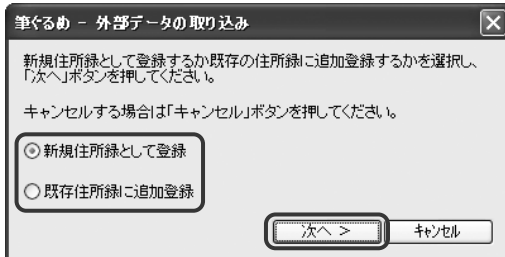 筆ぐるめ － 外部データの取り込み
新規住所録として登録するか既存の住所録に追加登録するかを選択し、
「次へ」ボタンを押してください。
キャンセルする場合は「キャンセル」ボタンを押してください。
新規住所録として登録
既存住所録に追加登録
次へ ＞
キャンセル